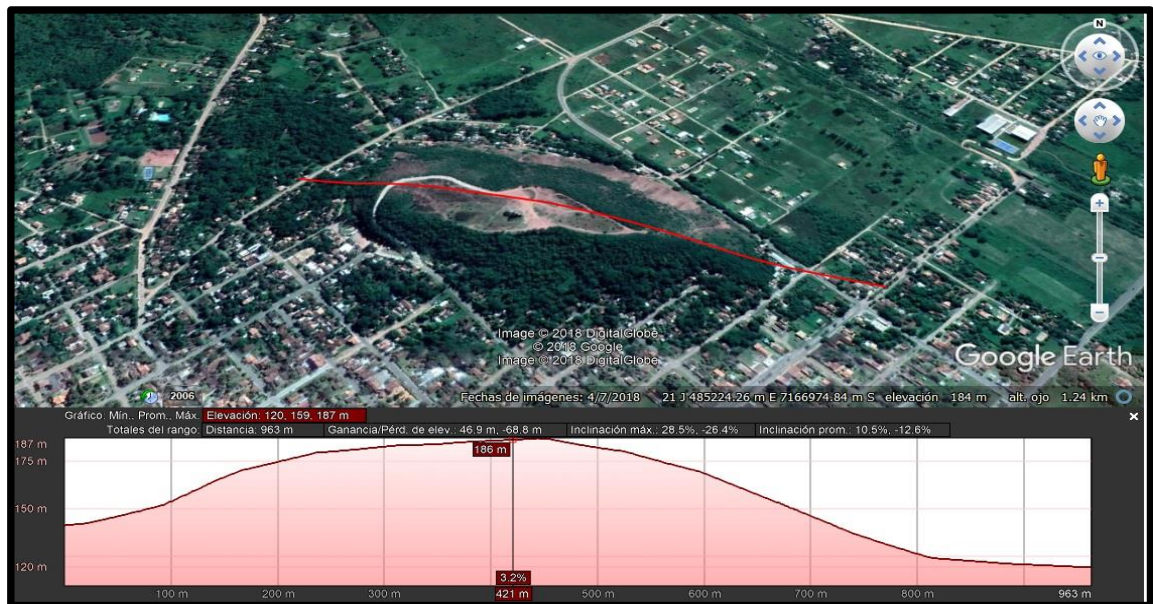 N
Image © 2018 DigitalGlobe
© 2018 Google
Image © 2018 DigitalGlobe
Google Earth
2006
Fechas de imágenes: 4/7/2018 21 J 485224.26 m E 7166974.84 m S elevación 184 m alt. ojo 1.24 km
Gráfico: Mín., Prom., Máx. Elevación: 120, 159, 187 m
Totales del rango: Distancia: 963 m Ganancia/Pérd. de elev.: 46.9 m, -68.8 m Inclinación máx.: 28.5%, -26.4% Inclinación prom.: 10.5%, -12.6%
187 m
186 m
175 m
150 m
120 m
3.2%
100 m 200 m 300 m 421 m 500 m 600 m 700 m 800 m 963 m